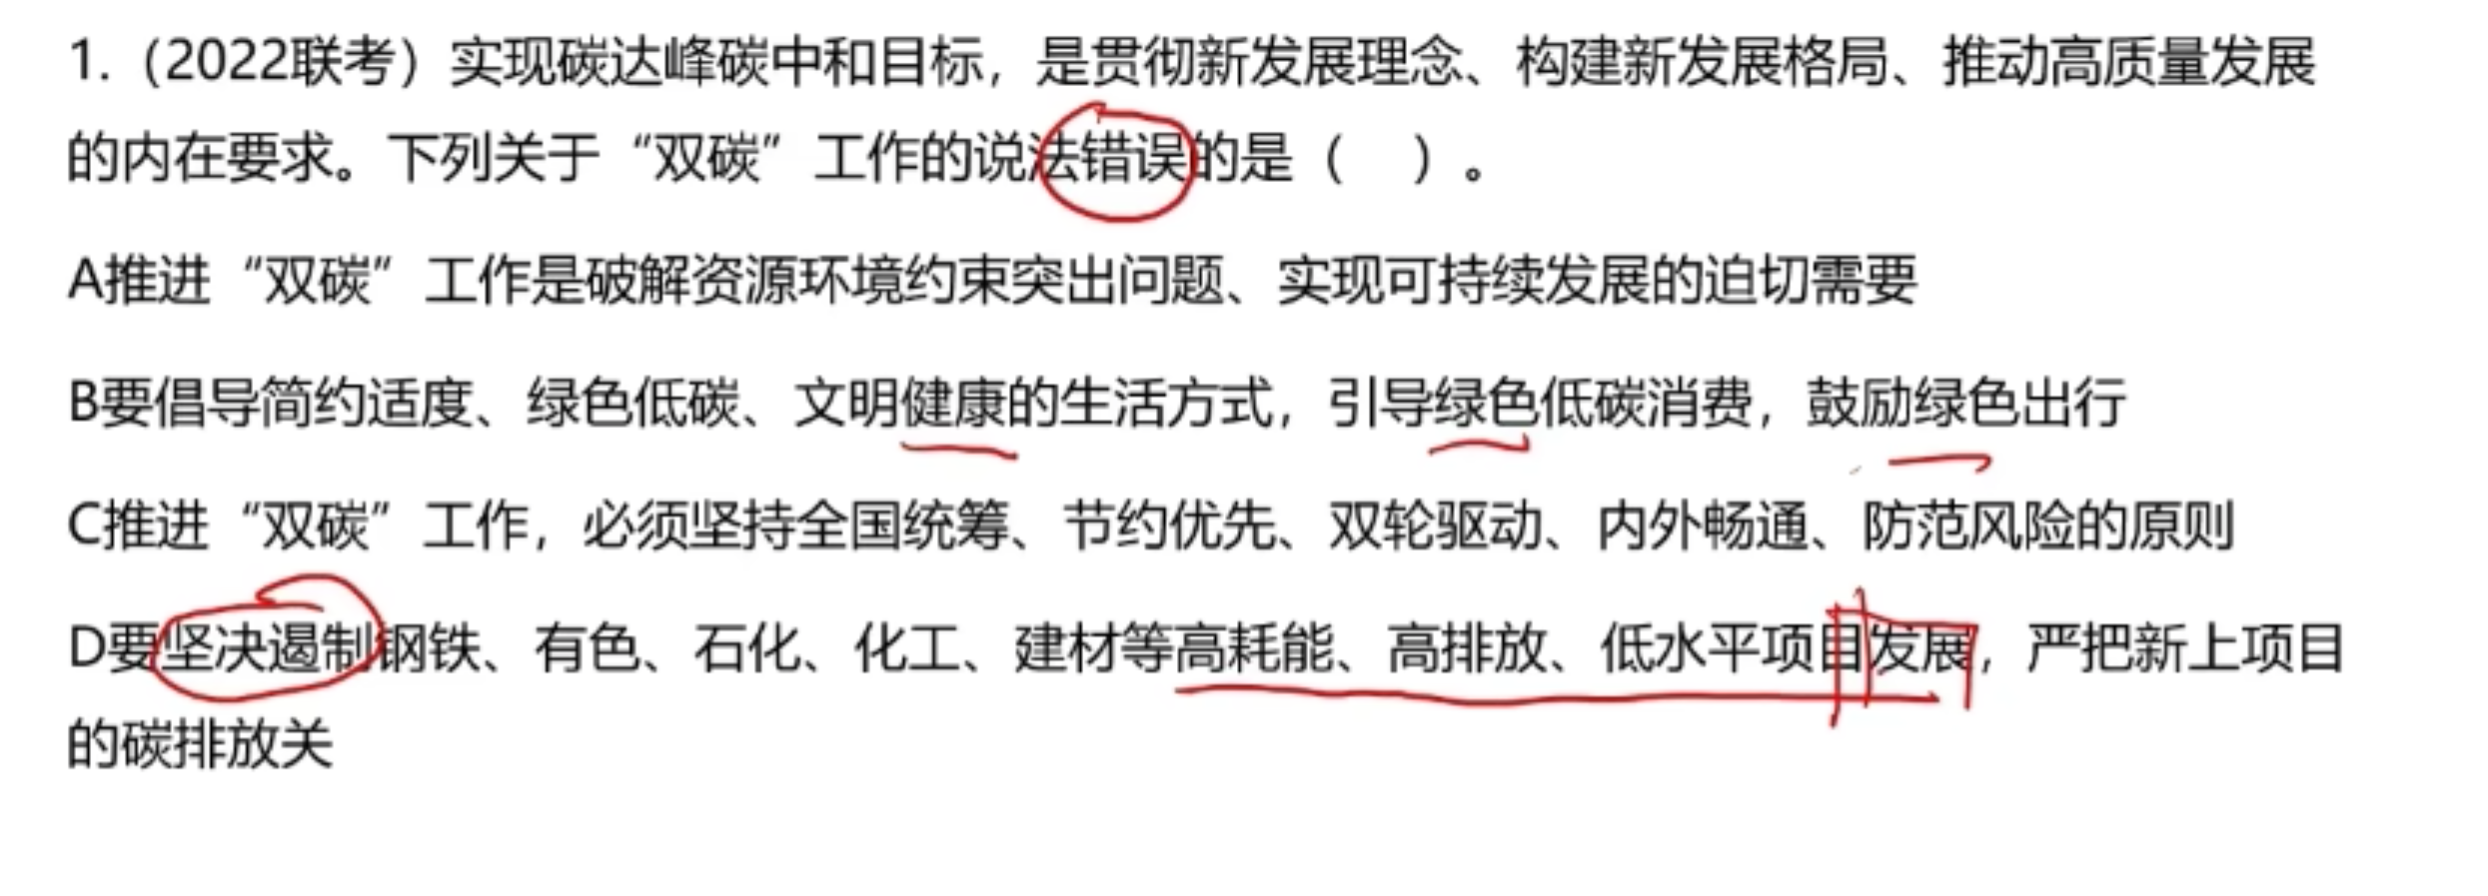 1.（2022联考）实现碳达峰碳中和目标，是贯彻新发展理念、构建新发展格局、推动高质量发展
的内在要求。下列关于“双碳”工作的说法错误的是（　）。
A推进“双碳”工作是破解资源环境约束突出问题、实现可持续发展的迫切需要
B要倡导简约适度、绿色低碳、文明健康的生活方式，引导绿色低碳消费，鼓励绿色出行
C推进“双碳”工作，必须坚持全国统筹、节约优先、双轮驱动、内外畅通、防范风险的原则
D要坚决遏制钢铁、有色、石化、化工、建材等高耗能、高排放、低水平项目发展，严把新上项目
的碳排放关